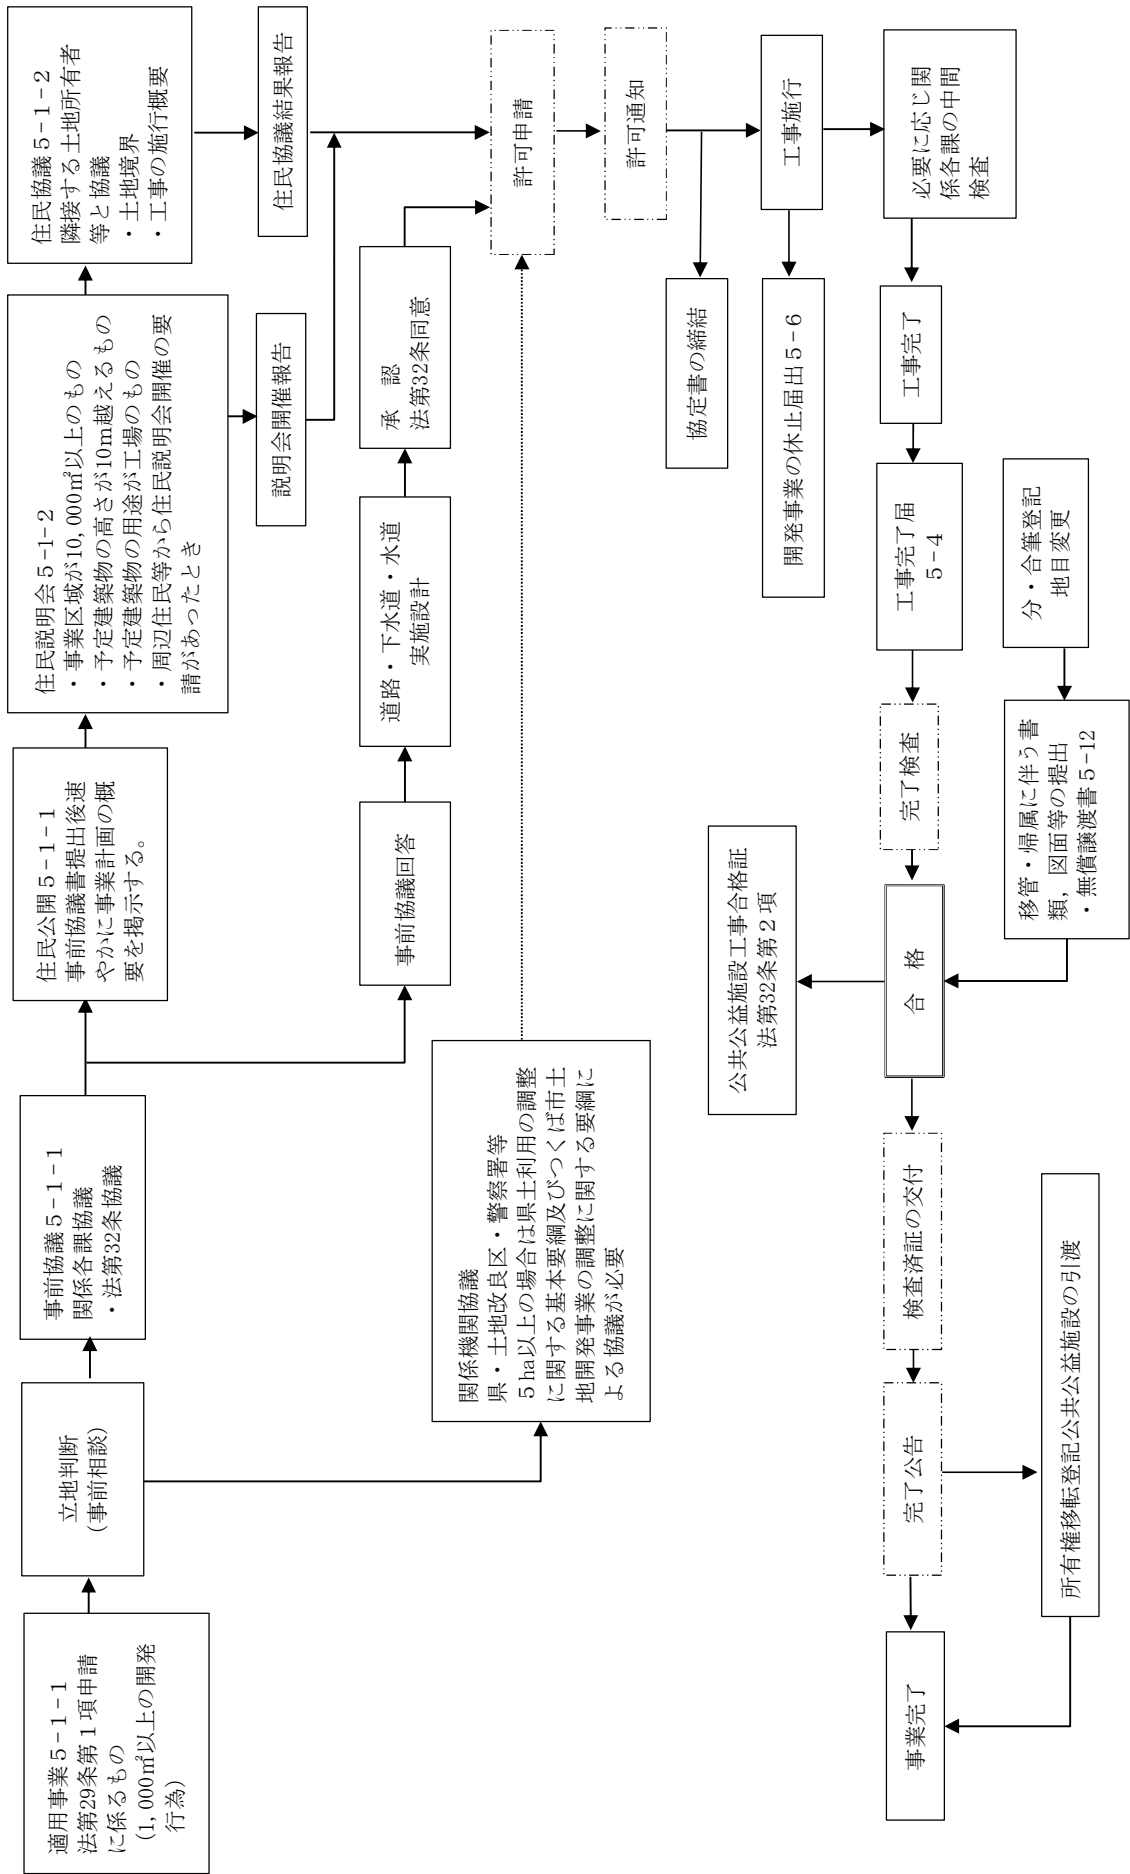 適用事業５-１-１
法第29条第１項申請
に係るもの
(1,000㎡以上の開発
行為)
立地判断
(事前相談)
事前協議５-１-１
関係各課協議
・法第32条協議
住民公開５-１-１
事前協議書提出後速
やかに事業計画の概
要を掲示する。
住民説明会５-１-２
・事業区域が10,000㎡以上のもの
・予定建築物の高さが10m越えるもの
・予定建築物の用途が工場のもの
・周辺住民等から住民説明会開催の要
請があったとき
住民協議５-１-２
隣接する土地所有者
等と協議
・土地境界
・工事の施行概要
説明会開催報告
住民協議結果報告
事前協議回答
道路・下水道・水道
実施設計
承　認
法第32条同意
関係機関協議
県・土地改良区・警察署等
５ha以上の場合は県土利用の調整
に関する基本要綱及びつくば市土
地開発事業の調整に関する要綱に
よる協議が必要
許可申請
許可通知
協定書の締結
工事施行
開発事業の休止届出５-６
必要に応じ関
係各課の中間
検査
工事完了
工事完了届
５-４
完了検査
分・合筆登記
地目変更
移管・帰属に伴う書
類，図面等の提出
・無償譲渡書５-12
合　格
公共公益施設工事合格証
法第32条第２項
検査済証の交付
完了公告
所有権移転登記公共公益施設の引渡
事業完了